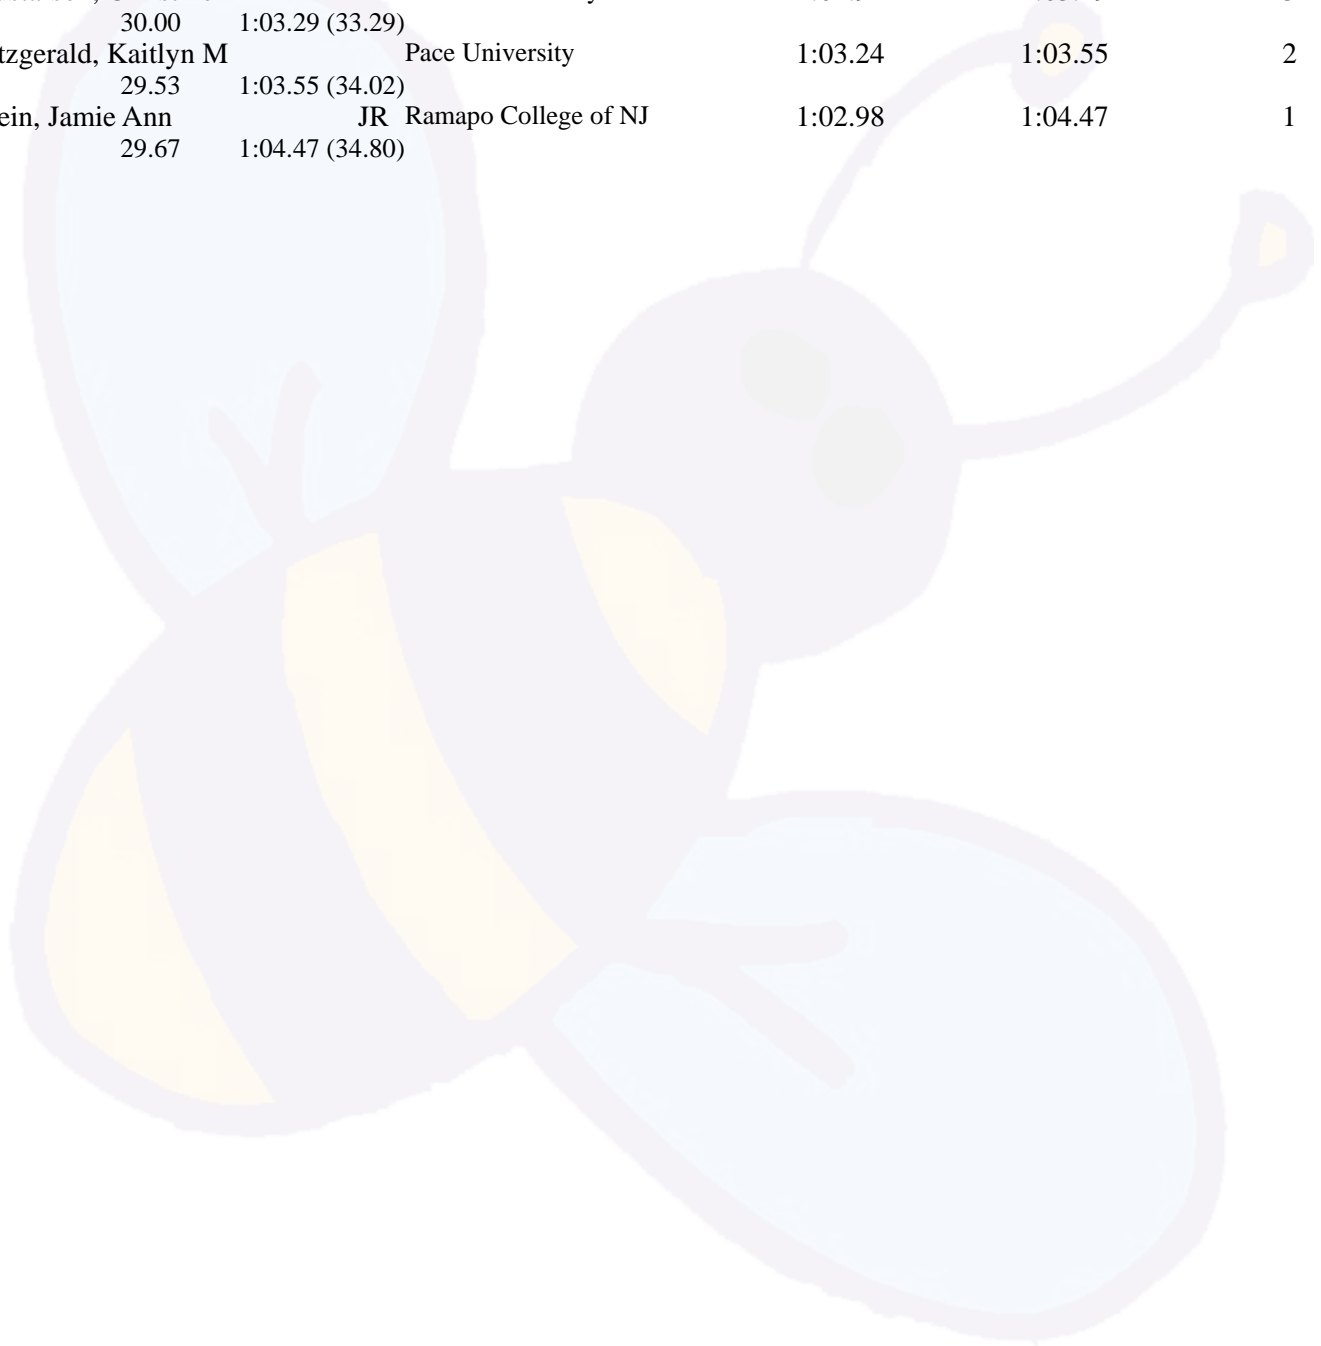 30.00 1:03.29 (33.29)
tzgerald, Kaitlyn M Pace University 1:03.24 1:03.55 2
29.53 1:03.55 (34.02)
ein, Jamie Ann JR Ramapo College of NJ 1:02.98 1:04.47 1
29.67 1:04.47 (34.80)